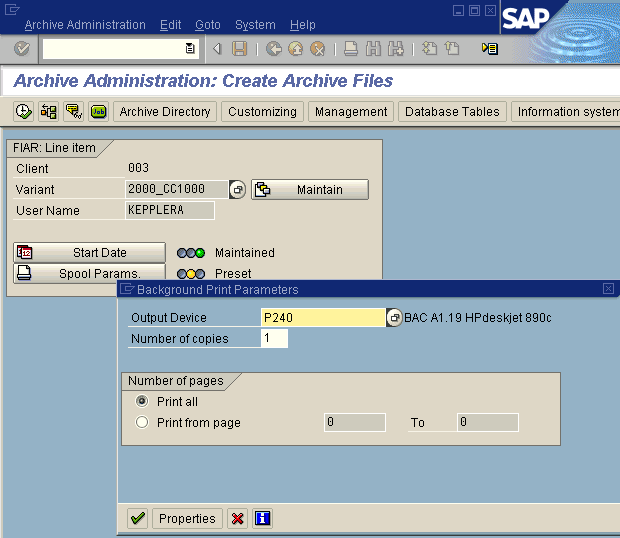 Archive Administration Edit Goto System Help
SAP
Archive Administration: Create Archive Files
Job Archive Directory Customizing Management Database Tables Information system
FIAR: Line item
Client 003
Variant 2000_CC1000 Maintain
User Name KEPPLERA
12 Start Date Maintained
Spool Params. Preset
Background Print Parameters
Output Device P240 BAC A1.19 HPdeskjet 890c
Number of copies 1
Number of pages
Print all
Print from page 0 To 0
Properties